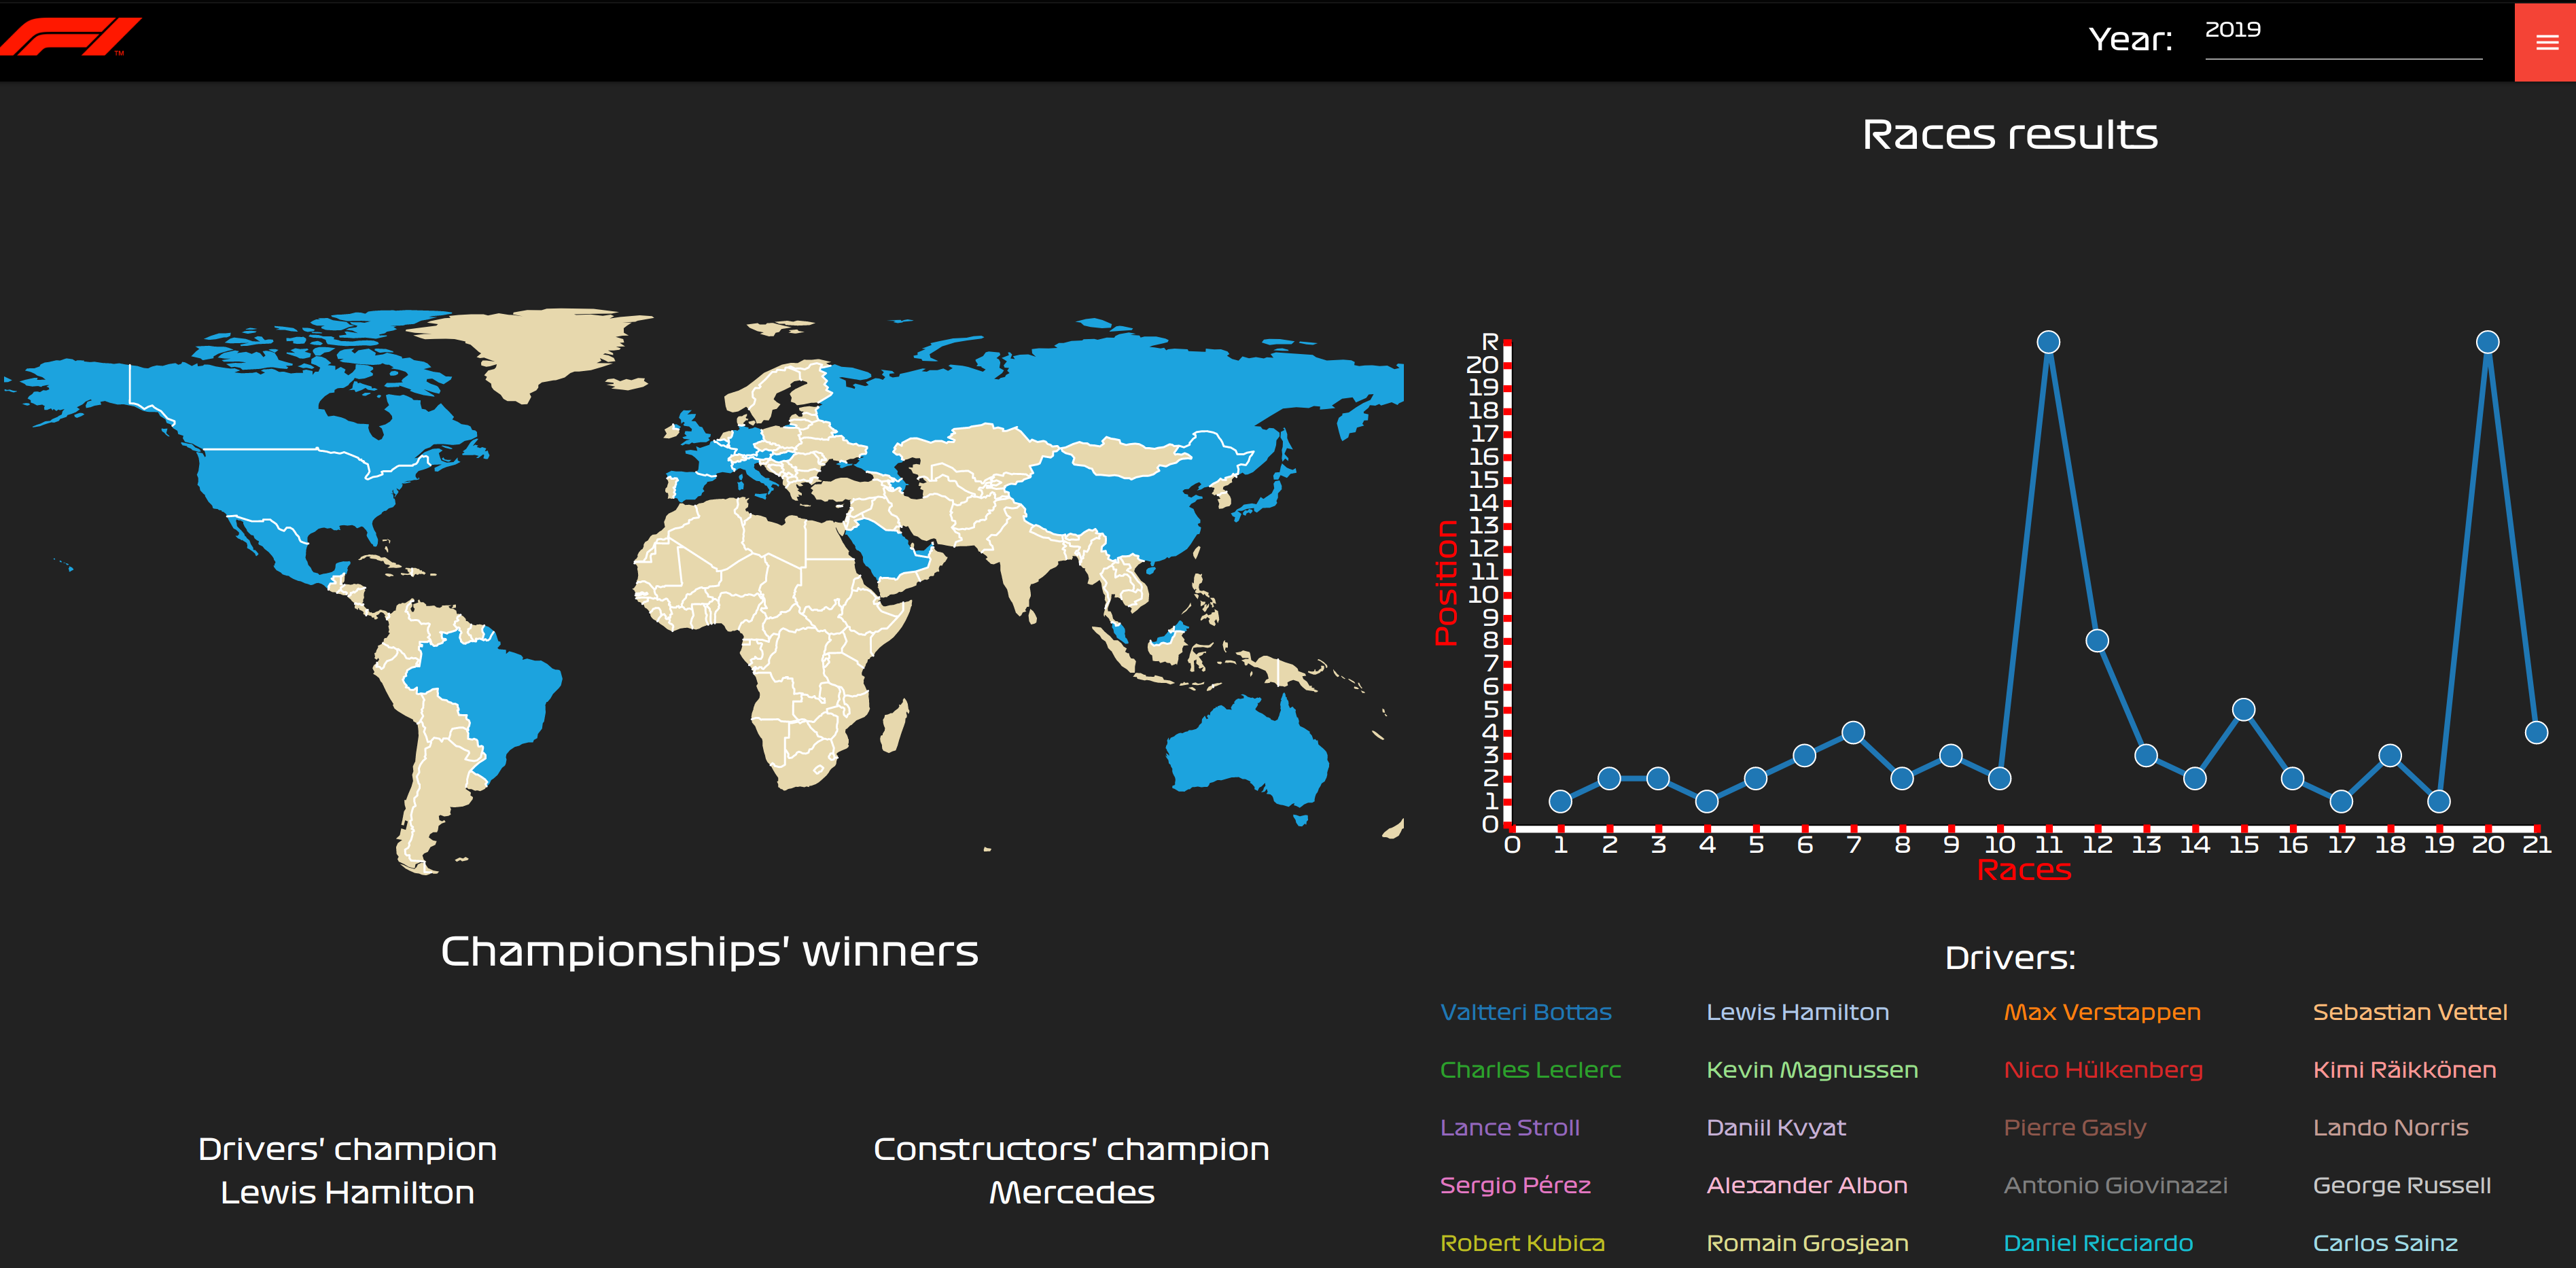 F1 TM
Year: 2019
Races results
R
20
19
18
17
16
15
14
13
12
11
10
9
8
7
6
5
4
3
2
1
0
Position
0 1 2 3 4 5 6 7 8 9 10 11 12 13 14 15 16 17 18 19 20 21
Races
Championships' winners
Drivers' champion
Lewis Hamilton
Constructors' champion
Mercedes
Drivers:
Valtteri Bottas Lewis Hamilton Max Verstappen Sebastian Vettel
Charles Leclerc Kevin Magnussen Nico Hülkenberg Kimi Räikkönen
Lance Stroll Daniil Kvyat Pierre Gasly Lando Norris
Sergio Pérez Alexander Albon Antonio Giovinazzi George Russell
Robert Kubica Romain Grosjean Daniel Ricciardo Carlos Sainz